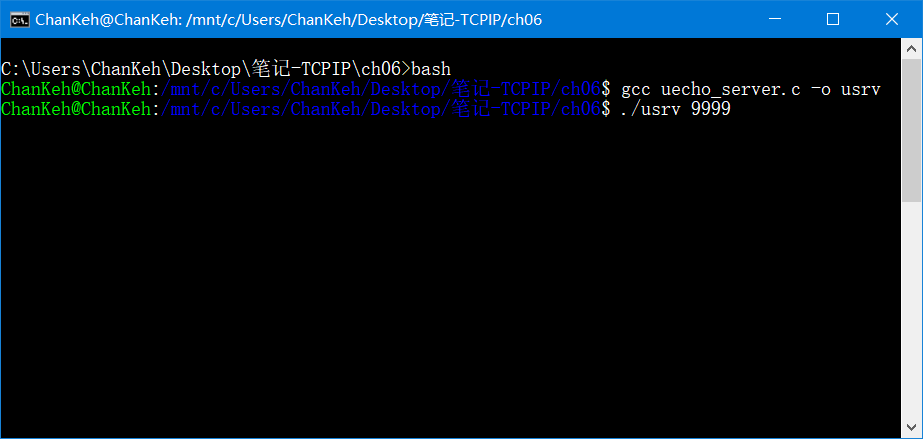 ChanKeh@ChanKeh: /mnt/c/Users/ChanKeh/Desktop/笔记-TCPIP/ch06
C:\Users\ChanKeh\Desktop\笔记-TCPIP\ch06>bash
ChanKeh@ChanKeh:/mnt/c/Users/ChanKeh/Desktop/笔记-TCPIP/ch06$ gcc uecho_server.c -o usrv
ChanKeh@ChanKeh:/mnt/c/Users/ChanKeh/Desktop/笔记-TCPIP/ch06$ ./usrv 9999